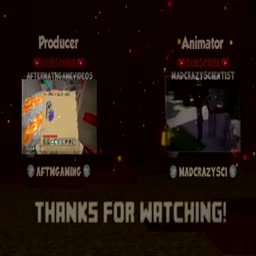 Producer
Animator
SUBSCRIBE
SUBSCRIBE
AFTERMATHGAMEVIDEOS
MADCRAZYSCIENTIST
AFTMGAMING
MADCRAZYSCI
THANKS FOR WATCHING!